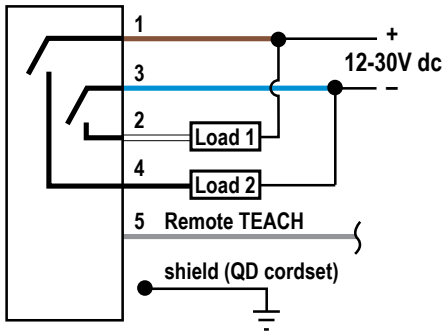 1
+
12-30V dc
3
–
2
Load 1
4
Load 2
5 Remote TEACH
shield (QD cordset)